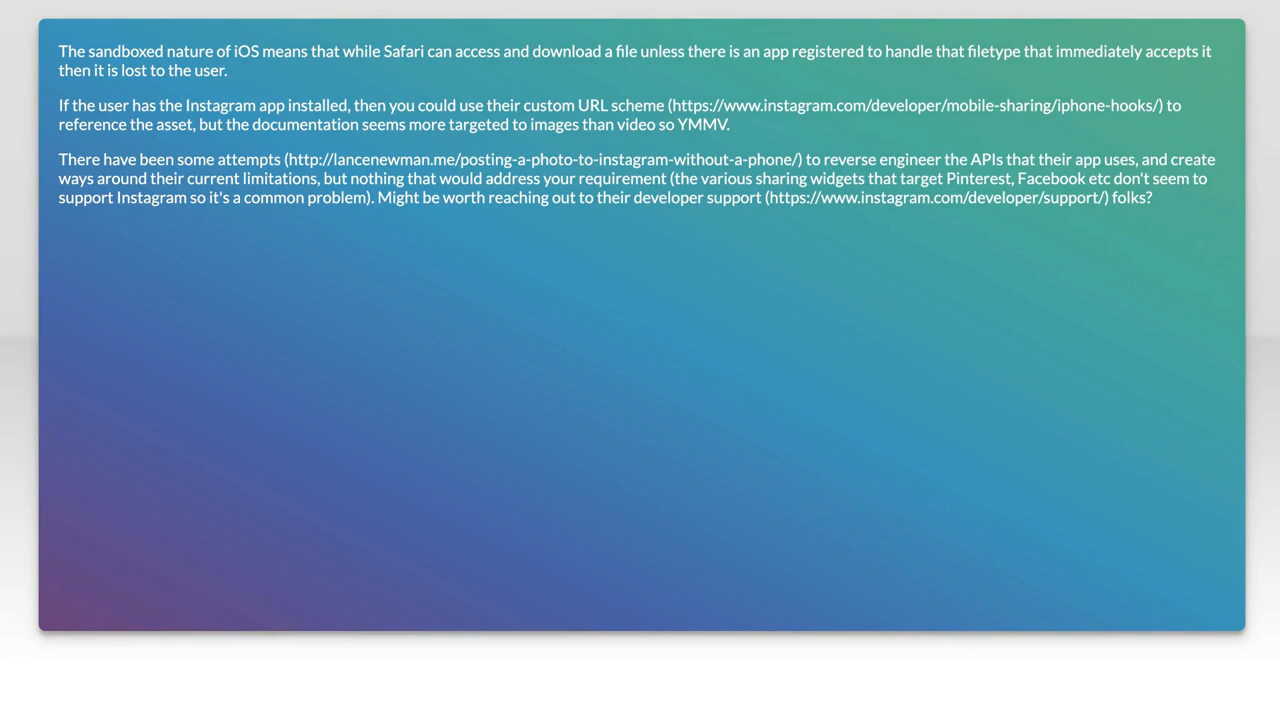 The sandboxed nature of iOS means that while Safari can access and download a file unless there is an app registered to handle that filetype that immediately accepts it
then it is lost to the user.
If the user has the Instagram app installed, then you could use their custom URL scheme (https://www.instagram.com/developer/mobile-sharing/iphone-hooks/) to
reference the asset, but the documentation seems more targeted to images than video so YMMV.
There have been some attempts (http://lancenewman.me/posting-a-photo-to-instagram-without-a-phone/) to reverse engineer the APIs that their app uses, and create
ways around their current limitations, but nothing that would address your requirement (the various sharing widgets that target Pinterest, Facebook etc don't seem to
support Instagram so it's a common problem). Might be worth reaching out to their developer support (https://www.instagram.com/developer/support/) folks?